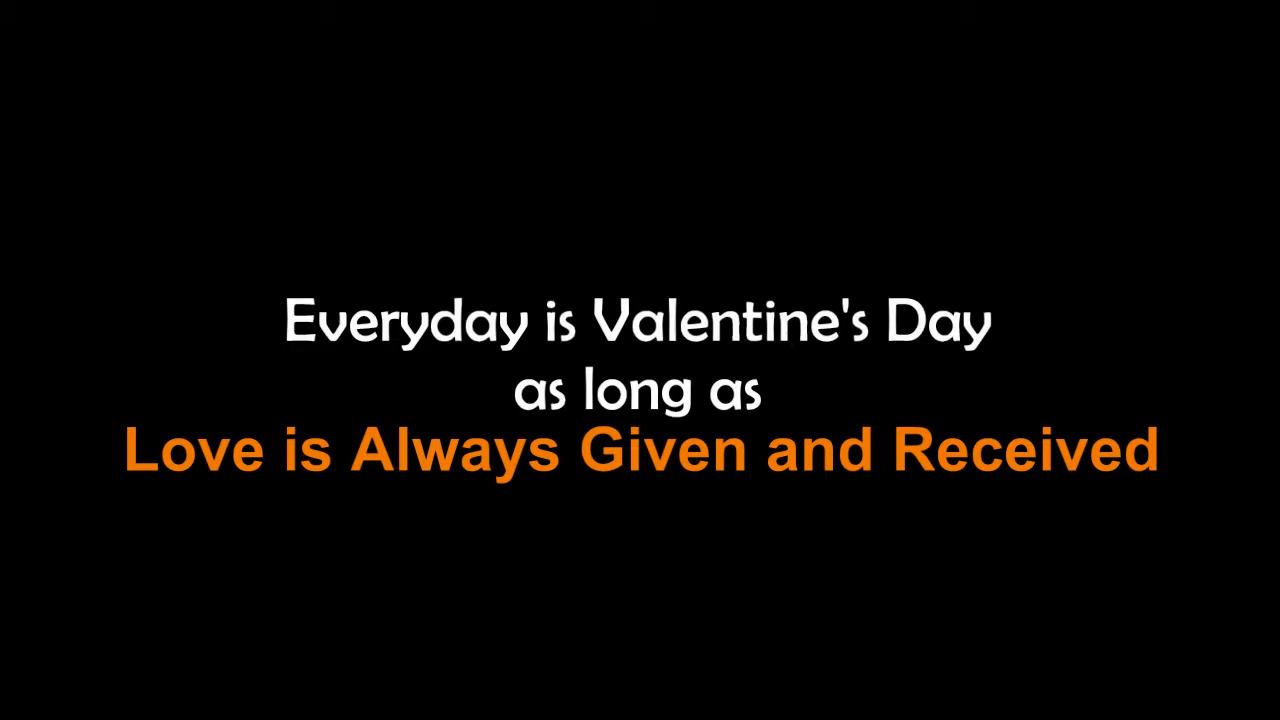 Everyday is Valentine's Day
as long as
Love is Always Given and Received